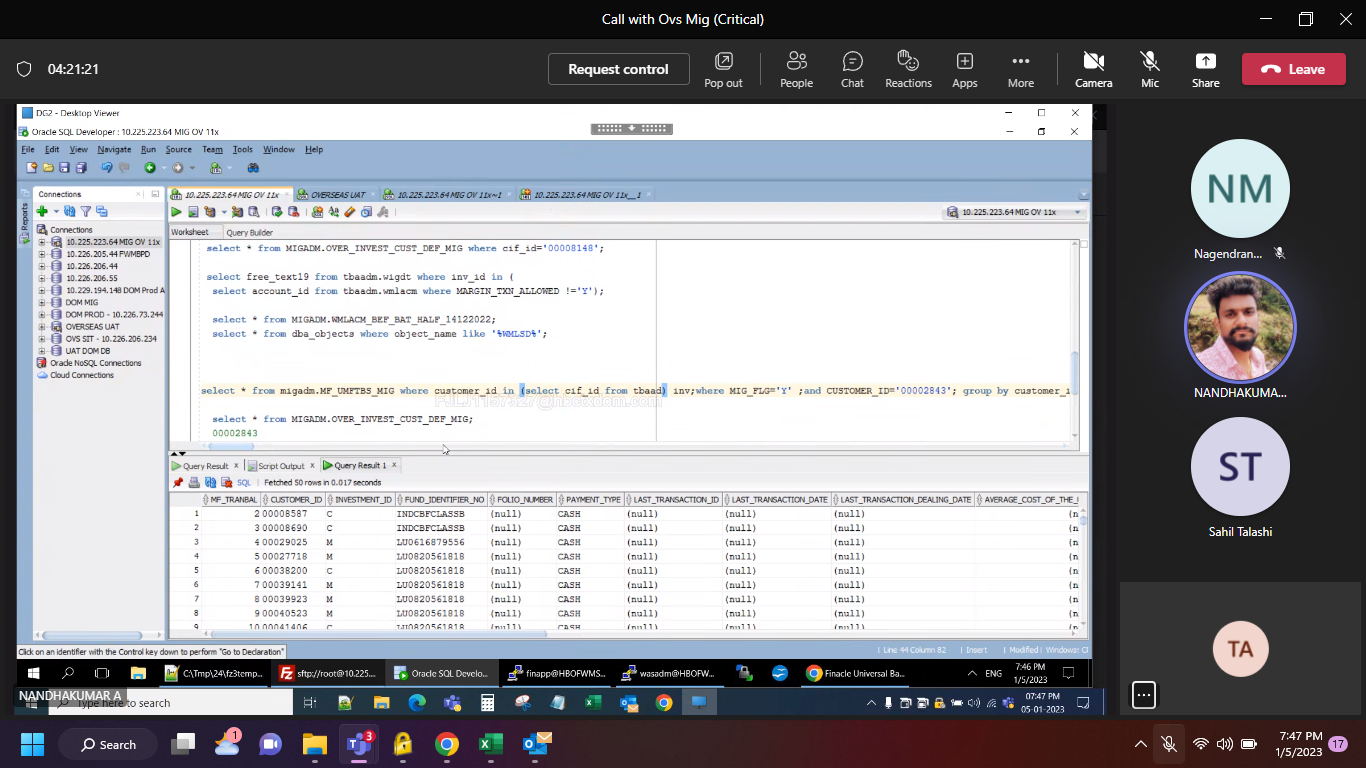 Call with Ovs Mig (Critical)
04:21:21
Request control
Pop out
People
Chat
Reactions
Apps
More
Camera
Mic
Share
Leave
DG2 - Desktop Viewer
Oracle SQL Developer : 10.225.223.64 MIG OV 11x
File Edit View Navigate Run Source Team Tools Window Help
Connections
10.225.223.64 MIG OV 11x
OVERSEAS UAT
10.225.223.64 MIG OV 11x~1
10.225.223.64 MIG OV 11x__1
Reports
10.225.223.64 MIG OV 11x
Worksheet Query Builder
Connections
10.225.223.64 MIG OV 11x
10.226.205.44 FWMBPD
10.226.206.44
10.226.206.55
10.229.194.148 DOM Prod A
DOM MIG
DOM PROD - 10.226.73.244
OVERSEAS UAT
OVS SIT - 10.226.206.234
UAT DOM DB
Oracle NoSQL Connections
Cloud Connections
select * from MIGADM.OVER_INVEST_CUST_DEF_MIG where cif_id='00008148';
select free_text19 from tbaadm.wigdt where inv_id in (
select account_id from tbaadm.wmlacm where MARGIN_TXN_ALLOWED !='Y');
select * from MIGADM.WMLACM_BEF_BAT_HALF_14122022;
select * from dba_objects where object_name like '%WMLSD%';
select * from migadm.MF_UMFTBS_MIG where customer_id in (select cif_id from tbaad) inv;where MIG_FLG='Y' ;and CUSTOMER_ID='00002843'; group by customer_i
select * from MIGADM.OVER_INVEST_CUST_DEF_MIG;
00002843
Query Result Script Output Query Result 1
SQL Fetched 50 rows in 0.017 seconds
MF_TRANBAL CUSTOMER_ID INVESTMENT_ID FUND_IDENTIFIER_NO FOLIO_NUMBER PAYMENT_TYPE LAST_TRANSACTION_ID LAST_TRANSACTION_DATE LAST_TRANSACTION_DEALING_DATE AVERAGE_COST_OF_THE_
1 2 00008587 C INDCBFCLASSB (null) CASH (null) (null) (null) (n
2 3 00008690 C INDCBFCLASSB (null) CASH (null) (null) (null) (n
3 4 00029025 M LU0616879556 (null) CASH (null) (null) (null) (n
4 5 00027718 M LU0820561818 (null) CASH (null) (null) (null) (n
5 6 00038200 C LU0820561818 (null) CASH (null) (null) (null) (n
6 7 00039141 M LU0820561818 (null) CASH (null) (null) (null) (n
7 8 00039923 M LU0820561818 (null) CASH (null) (null) (null) (n
8 9 00040523 M LU0820561818 (null) CASH (null) (null) (null) (n
9 10 00041406 C LU0820561818 (null) CASH (null) (null) (null) (n
Click on an identifier with the Control key down to perform "Go to Declaration"
Line 44 Column 82 Insert Modified Windows: Cl
C:\Tmp\24\fz3temp...
sftp://root@10.225...
Oracle SQL Develo...
finapp@HBOFWMS...
wasadm@HBOFW...
Finacle Universal Ba...
ENG
7:46 PM
1/5/2023
NANDHAKUMAR A
Type here to search
07:47 PM
05-01-2023
NM
Nagendran...
NANDHAKUMA...
ST
Sahil Talashi
TA
Search
1
3
7:47 PM
1/5/2023
17